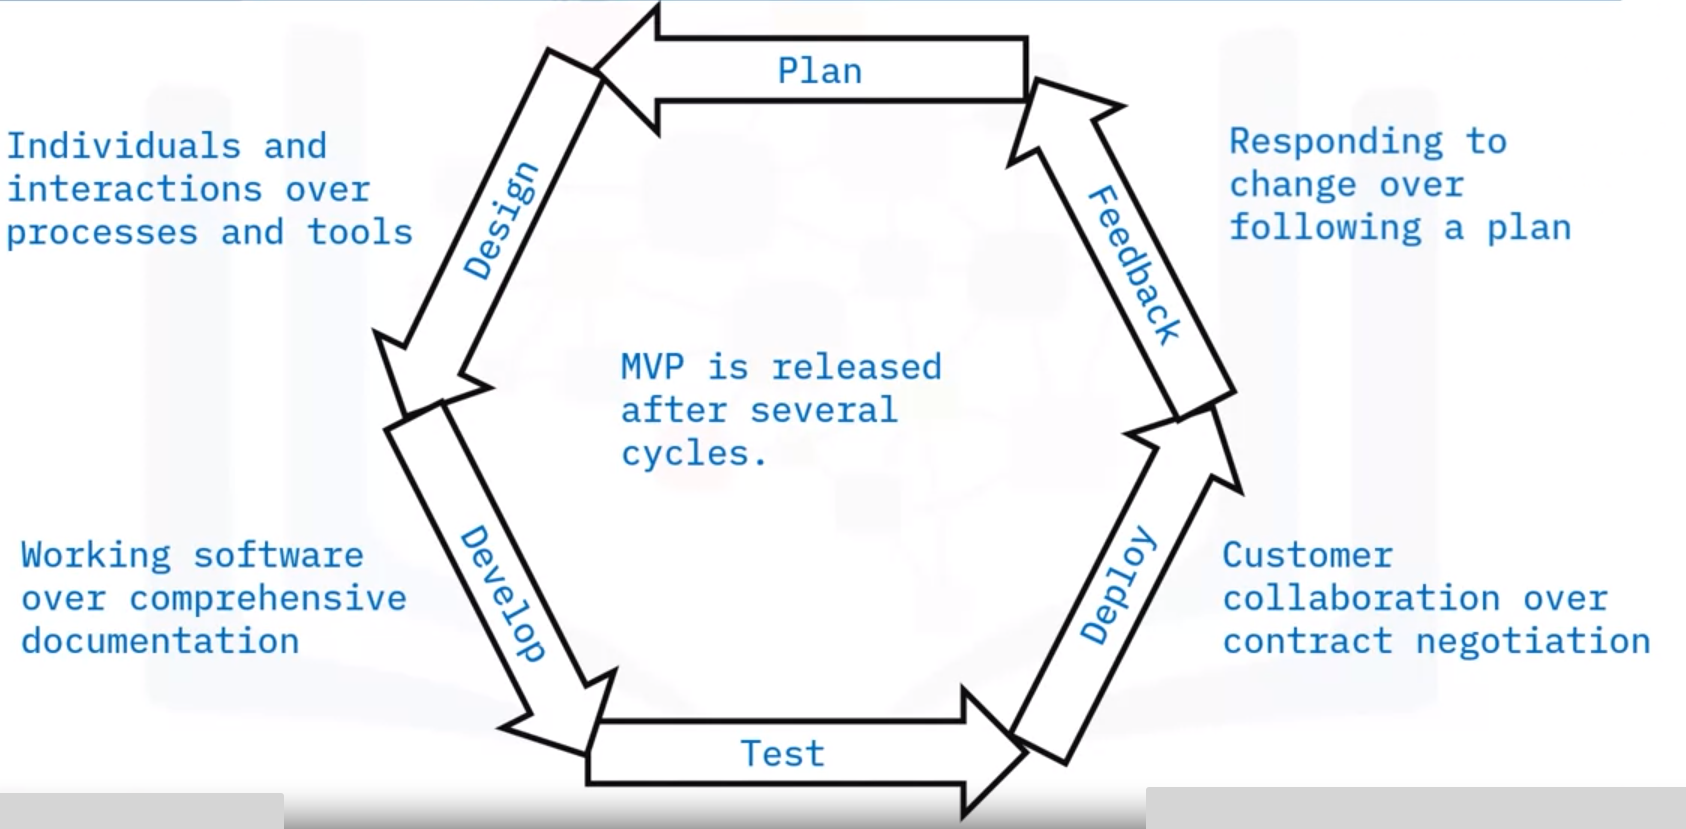 Plan
Individuals and
interactions over
processes and tools
Design
Feedback
Responding to
change over
following a plan
MVP is released
after several
cycles.
Working software
over comprehensive
documentation
Develop
Deploy
Customer
collaboration over
contract negotiation
Test